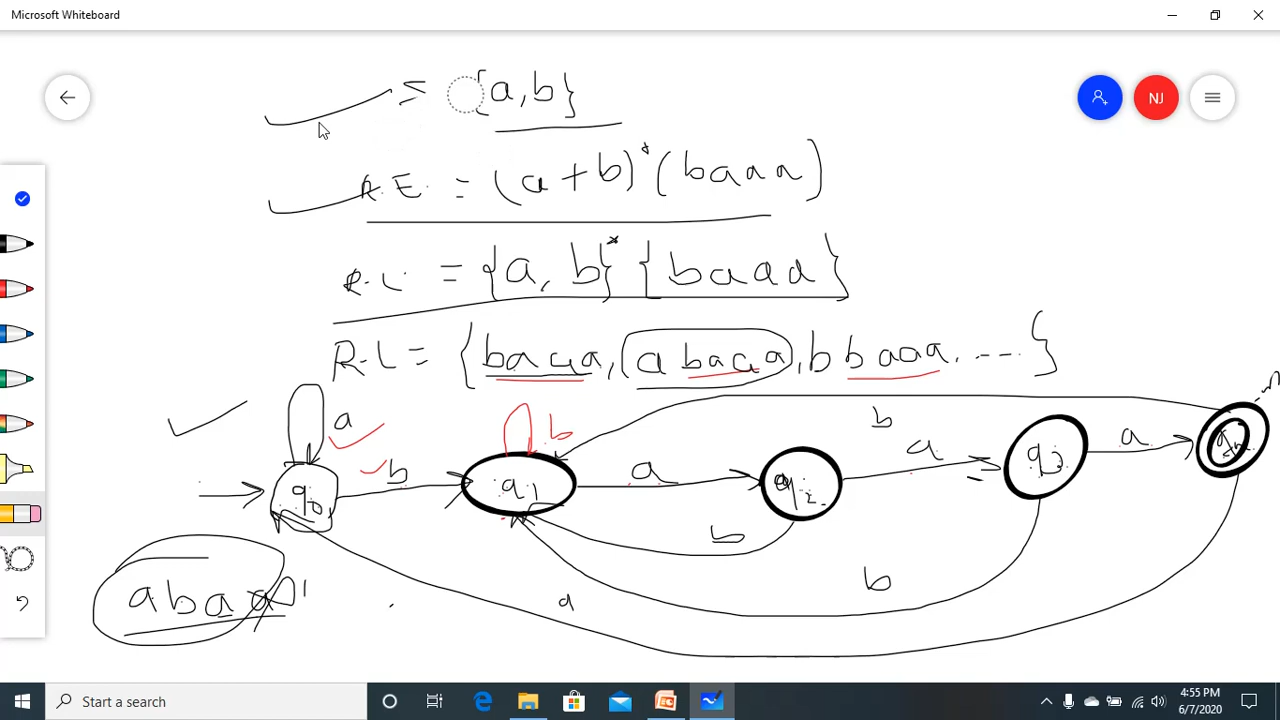 Microsoft Whiteboard
NJ
Σ = {a,b}
R.E. = (a+b)* (baaa)
R.L = {a, b}* {baaa}
R.L = {baaa, (abaaa), bbaaa, ---- }
a
b
b
b
a
a
a
q0
q1
q2
q3
b
b
abaa
a
Start a search
4:55 PM
6/7/2020